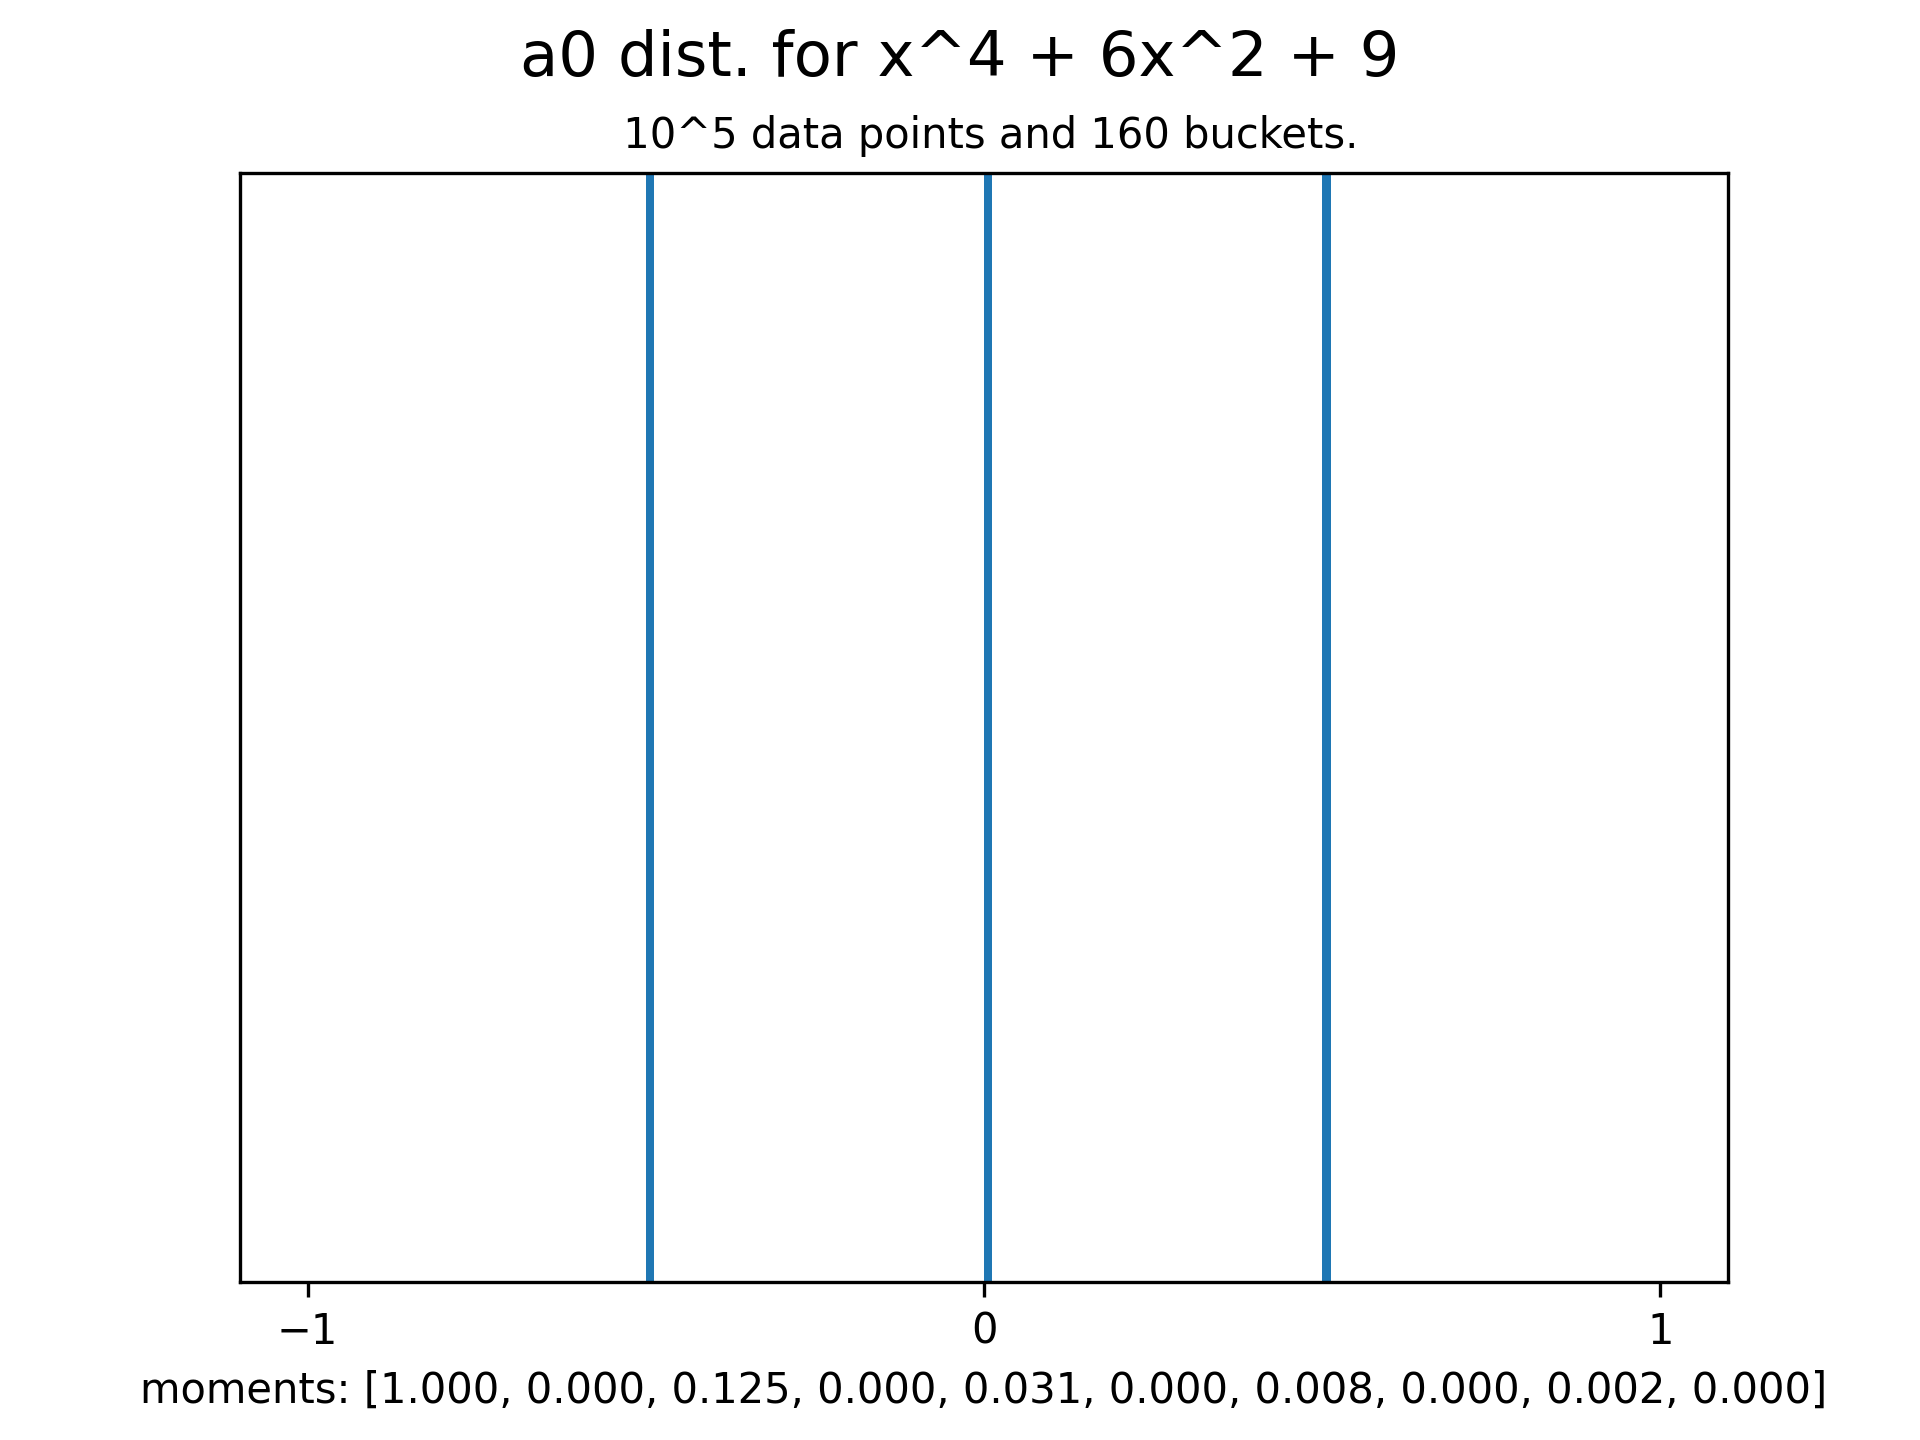 a0 dist. for x^4 + 6x^2 + 9
10^5 data points and 160 buckets.
−1 0 1
moments: [1.000, 0.000, 0.125, 0.000, 0.031, 0.000, 0.008, 0.000, 0.002, 0.000]